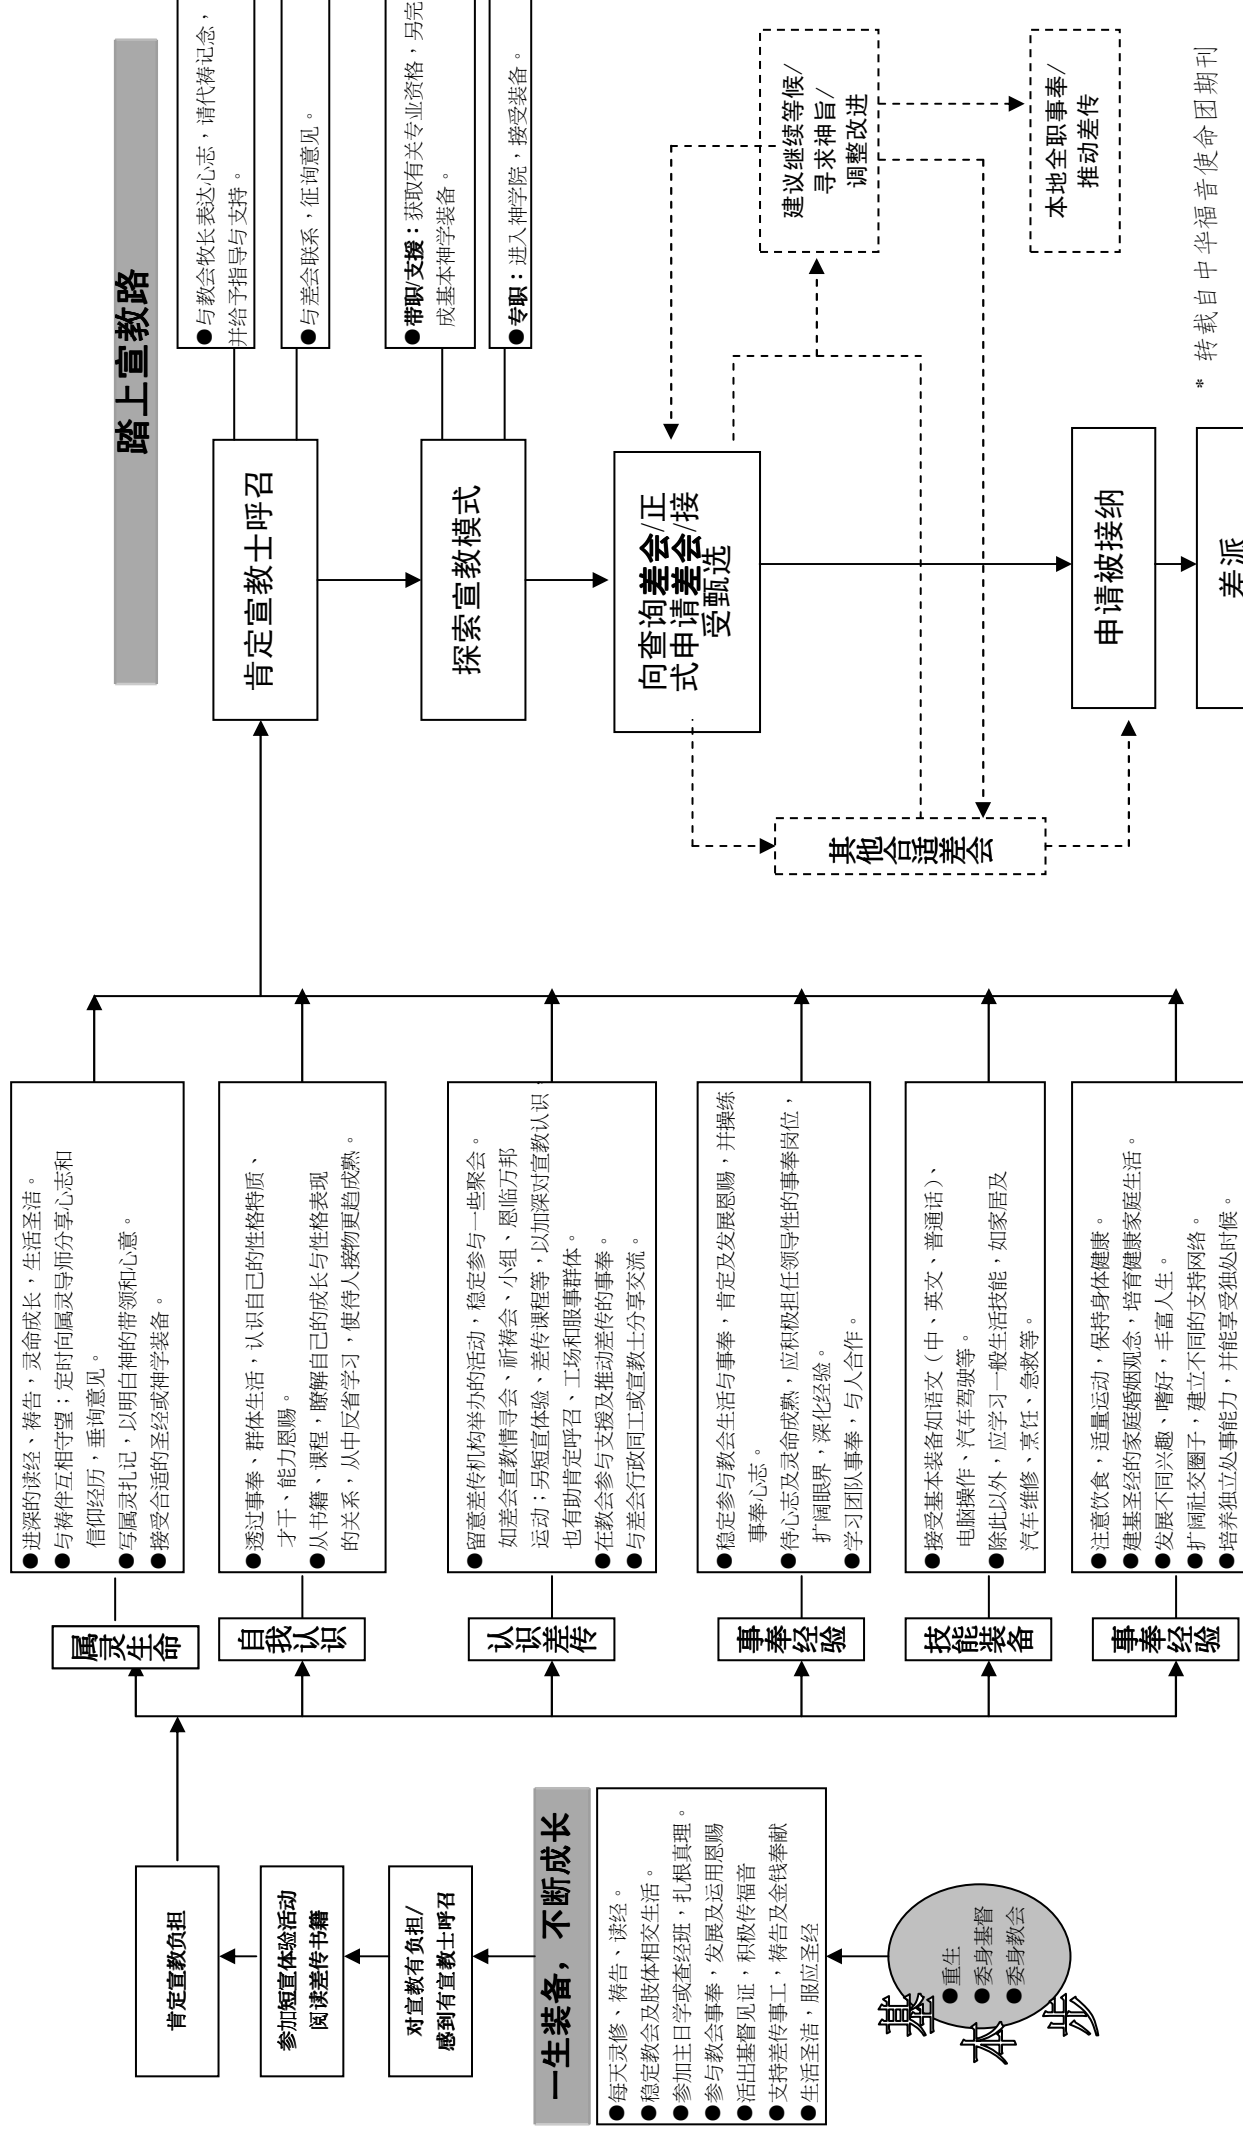 踏上宣教路
基
本
步
●重生
●委身基督
●委身教会
一生装备，不断成长
●每天灵修、祷告、读经。
●稳定教会及肢体相交生活。
●参加主日学或查经班，扎根真理。
●参与教会事奉，发展及运用恩赐
●活出基督见证，积极传福音
●支持差传事工，祷告及金钱奉献
●生活圣洁，服应圣经
对宣教有负担/
感到有宣教士呼召
参加短宣体验活动
阅读差传书籍
肯定宣教负担
属灵生命
●进深的读经、祷告，灵命成长，生活圣洁。
●与祷伴互相守望；定时向属灵导师分享心志和
信仰经历，垂询意见。
●写属灵扎记，以明白神的带领和心意。
●接受合适的圣经或神学装备。
自我认识
●透过事奉、群体生活，认识自己的性格特质、
才干、能力恩赐。
●从书籍、课程，瞭解自己的成长与性格表现
的关系，从中反省学习，使待人接物更趋成熟。
认识差传
●留意差传机构举办的活动，稳定参与一些聚会。
如差会宣教情寻会、祈祷会、小组、恩临万邦
运动；另短宣体验、差传课程等，以加深对宣教认识，
也有助肯定呼召、工场和服事群体。
●在教会参与支援及推动差传的事奉。
●与差会行政同工或宣教士分享交流。
事奉经验
●稳定参与教会生活与事奉，肯定及发展恩赐，并操练
事奉心志。
●待心志及灵命成熟，应积极担任领导性的事奉岗位，
扩阔眼界，深化经验。
●学习团队事奉，与人合作。
技能装备
●接受基本装备如语文（中、英文、普通话）、
电脑操作、汽车驾驶等。
●除此以外，应学习一般生活技能，如家居及
汽车维修、烹饪、急救等。
事奉经验
●注意饮食，适量运动，保持身体健康。
●建基圣经的家庭婚姻观念，培育健康家庭生活。
●发展不同兴趣、嗜好，丰富人生。
●扩阔社交圈子，建立不同的支持网络。
●培养独立处事能力，并能享受独处时候。
肯定宣教士呼召
●与教会牧长表达心志，请代祷记念，
并给予指导与支持。
●与差会联系，征询意见。
探索宣教模式
●带职/支援：获取有关专业资格，另完
成基本神学装备。
●专职：进入神学院，接受装备。
向查询差会/正
式申请差会/接
受甄选
建议继续等候/
寻求神旨/
调整改进
本地全职事奉/
推动差传
其他合适差会
申请被接纳
差派
* 转载自中华福音使命团期刊